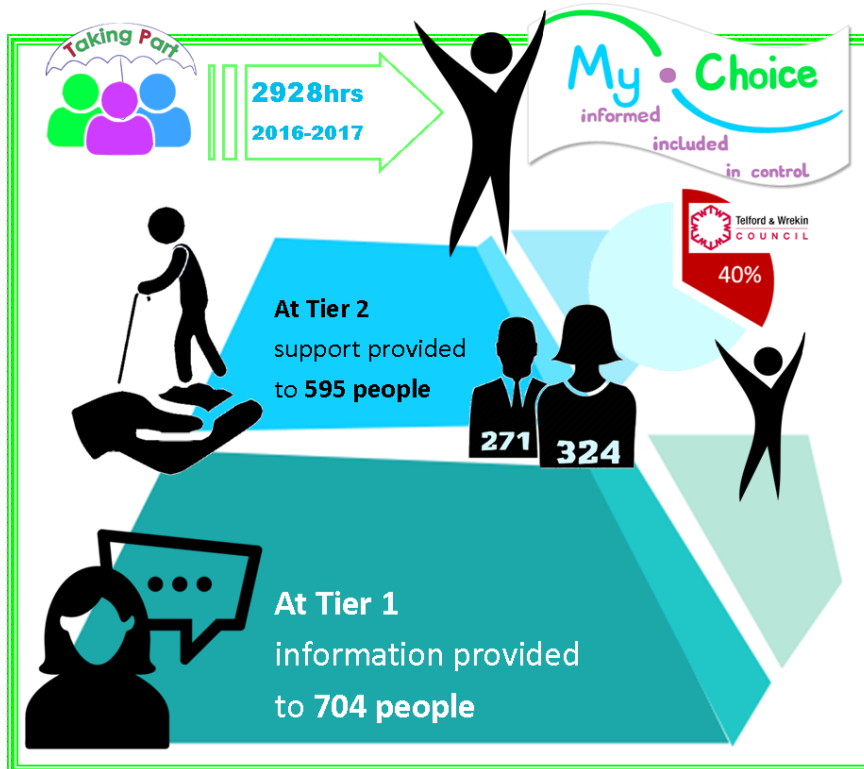 Taking Part
2928hrs
2016-2017
My • Choice
informed
included
in control
Telford & Wrekin
COUNCIL
40%
At Tier 2
support provided
to 595 people
271
324
At Tier 1
information provided
to 704 people